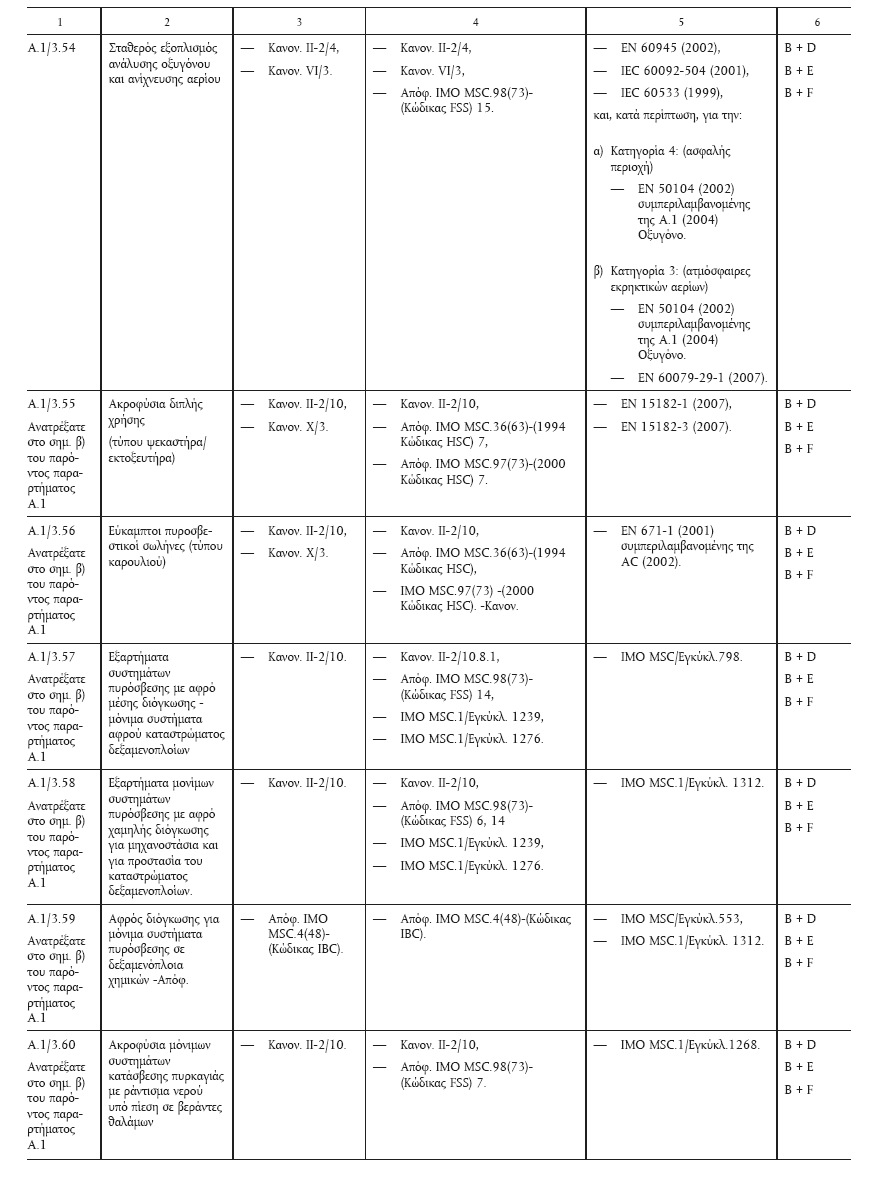 1 2 3 4 5 6
A.1/3.54
Σταθερός εξοπλισμός
ανάλυσης οξυγόνου
και ανίχνευσης αερίου
— Κανον. II-2/4,
— Κανον. VI/3.
— Κανον. II-2/4,
— Κανον. VI/3,
— Απόφ. IMO MSC.98(73)-
(Κώδικας FSS) 15.
— EN 60945 (2002),
— IEC 60092-504 (2001),
— IEC 60533 (1999),
και, κατά περίπτωση, για την:
α) Κατηγορία 4: (ασφαλής
περιοχή)
— EN 50104 (2002)
συμπεριλαμβανομένης
της A.1 (2004)
Οξυγόνο.
β) Κατηγορία 3: (ατμόσφαιρες
εκρηκτικών αερίων)
— EN 50104 (2002)
συμπεριλαμβανομένης
της A.1 (2004)
Οξυγόνο.
— EN 60079-29-1 (2007).
B + D
B + E
B + F
A.1/3.55
Ανατρέξατε
στο σημ. β)
του παρό-
ντος παρα-
ρτήματος
A.1
Ακροφύσια διπλής
χρήσης
(τύπου ψεκαστήρα/
εκτοξευτήρα)
— Κανον. II-2/10,
— Κανον. X/3.
— Κανον. II-2/10,
— Απόφ. IMO MSC.36(63)-(1994
Κώδικας HSC) 7,
— Απόφ. IMO MSC.97(73)-(2000
Κώδικας HSC) 7.
— EN 15182-1 (2007),
— EN 15182-3 (2007).
B + D
B + E
B + F
A.1/3.56
Ανατρέξατε
στο σημ. β)
του παρό-
ντος παρα-
ρτήματος
A.1
Εύκαμπτοι πυροσβε-
στικοί σωλήνες (τύπου
καρουλιού)
— Κανον. II-2/10,
— Κανον. X/3.
— Κανον. II-2/10,
— Απόφ. IMO MSC.36(63)-(1994
Κώδικας HSC),
— IMO MSC.97(73) -(2000
Κώδικας HSC). -Κανον.
— EN 671-1 (2001)
συμπεριλαμβανομένης της
AC (2002).
B + D
B + E
B + F
A.1/3.57
Ανατρέξατε
στο σημ. β)
του παρό-
ντος παρα-
ρτήματος
A.1
Εξαρτήματα
συστημάτων
πυρόσβεσης με αφρό
μέσης διόγκωσης -
μόνιμα συστήματα
αφρού καταστρώματος
δεξαμενοπλοίων
— Κανον. II-2/10.
— Κανον. II-2/10.8.1,
— Απόφ. IMO MSC.98(73)-
(Κώδικας FSS) 14,
— IMO MSC.1/Εγκύκλ. 1239,
— IMO MSC.1/Εγκύκλ. 1276.
— IMO MSC/Εγκύκλ.798.
B + D
B + E
B + F
A.1/3.58
Ανατρέξατε
στο σημ. β)
του παρό-
ντος παρα-
ρτήματος
A.1
Εξαρτήματα μονίμων
συστημάτων
πυρόσβεσης με αφρό
χαμηλής διόγκωσης
για μηχανοστάσια και
για προστασία του
καταστρώματος
δεξαμενοπλοίων.
— Κανον. II-2/10.
— Κανον. II-2/10,
— Απόφ. IMO MSC.98(73)-
(Κώδικας FSS) 6, 14
— IMO MSC.1/Εγκύκλ. 1239,
— IMO MSC.1/Εγκύκλ. 1276.
— IMO MSC.1/Εγκύκλ. 1312.
B + D
B + E
B + F
A.1/3.59
Ανατρέξατε
στο σημ. β)
του παρό-
ντος παρα-
ρτήματος
A.1
Αφρός διόγκωσης για
μόνιμα συστήματα
πυρόσβεσης σε
δεξαμενόπλοια
χημικών -Απόφ.
— Απόφ. IMO
MSC.4(48)-
(Κώδικας IBC).
— Απόφ. IMO MSC.4(48)-(Κώδικας
IBC).
— IMO MSC/Εγκύκλ.553,
— IMO MSC.1/Εγκύκλ. 1312.
B + D
B + E
B + F
A.1/3.60
Ανατρέξατε
στο σημ. β)
του παρό-
ντος παρα-
ρτήματος
A.1
Ακροφύσια μόνιμων
συστημάτων
κατάσβεσης πυρκαγιάς
με ράντισμα νερού
υπό πίεση σε βεράντες
θαλάμων
— Κανον. II-2/10.
— Κανον. II-2/10,
— Απόφ. IMO MSC.98(73)-
(Κώδικας FSS) 7.
— IMO MSC.1/Εγκύκλ.1268.
B + D
B + E
B + F